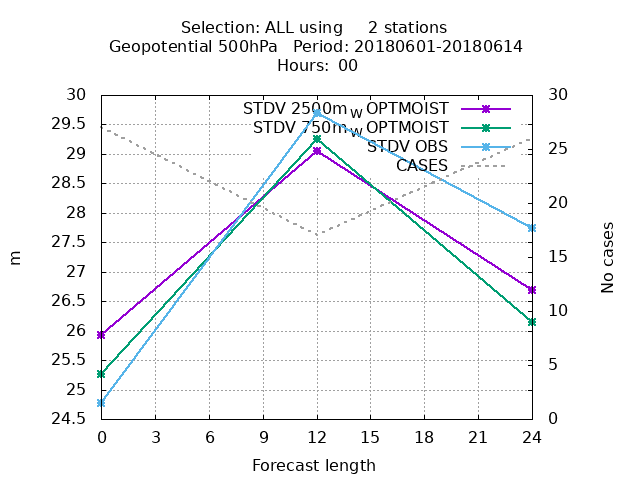 Selection: ALL using 2 stations
Geopotential 500hPa Period: 20180601-20180614
Hours: 00
STDV 2500m_W OPTMOIST
STDV 750m_W OPTMOIST
STDV OBS
CASES
30
29.5
29
28.5
28
27.5
27
26.5
26
25.5
25
24.5
m
30
25
20
15
10
5
0
No cases
0 3 6 9 12 15 18 21 24
Forecast length